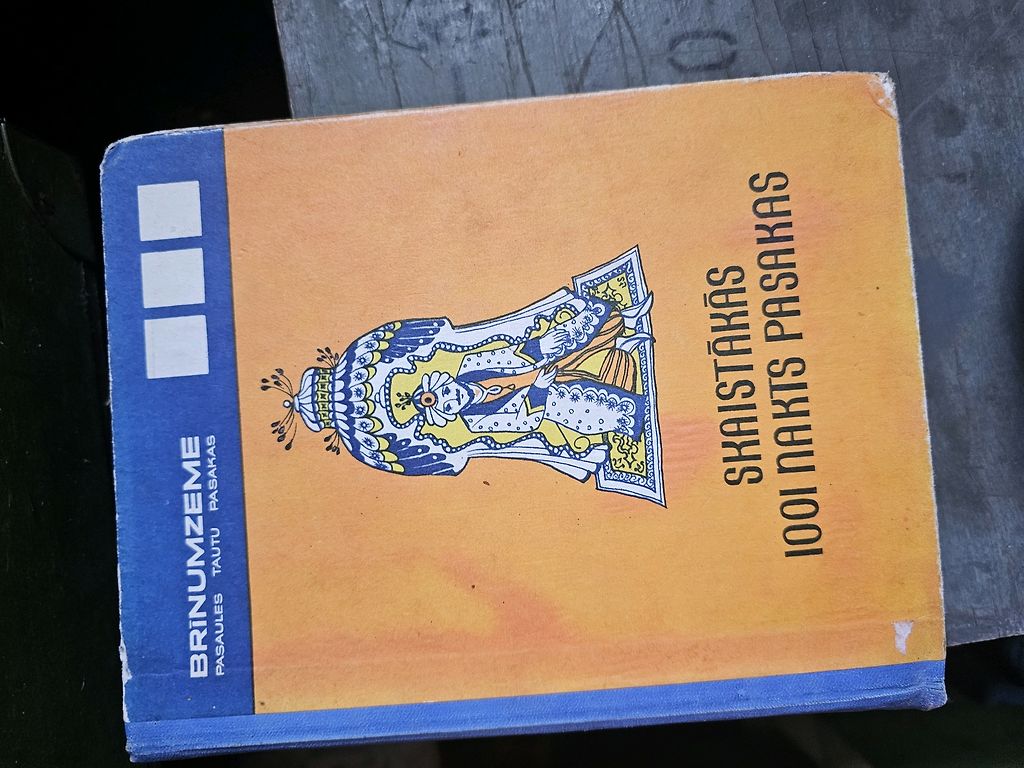 BRīNUMZEME
PASAULES TAUTU PASAKAS
SKAISTĀKĀS
1001 NAKTS PASAKAS